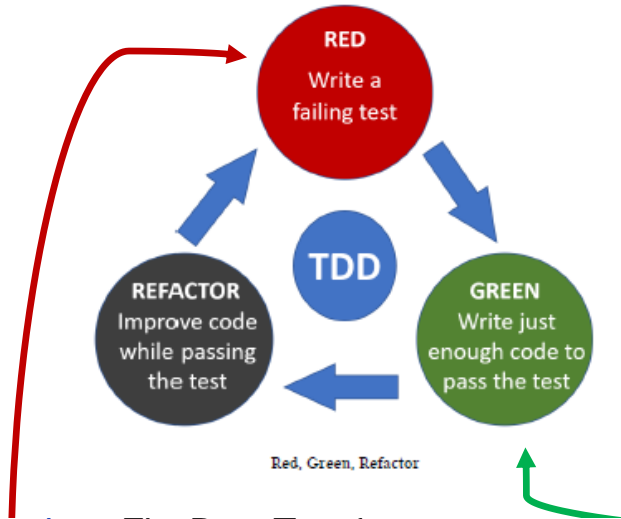 RED
Write a
failing test
TDD
REFACTOR
Improve code
while passing
the test
GREEN
Write just
enough code to
pass the test
Red, Green, Refactor